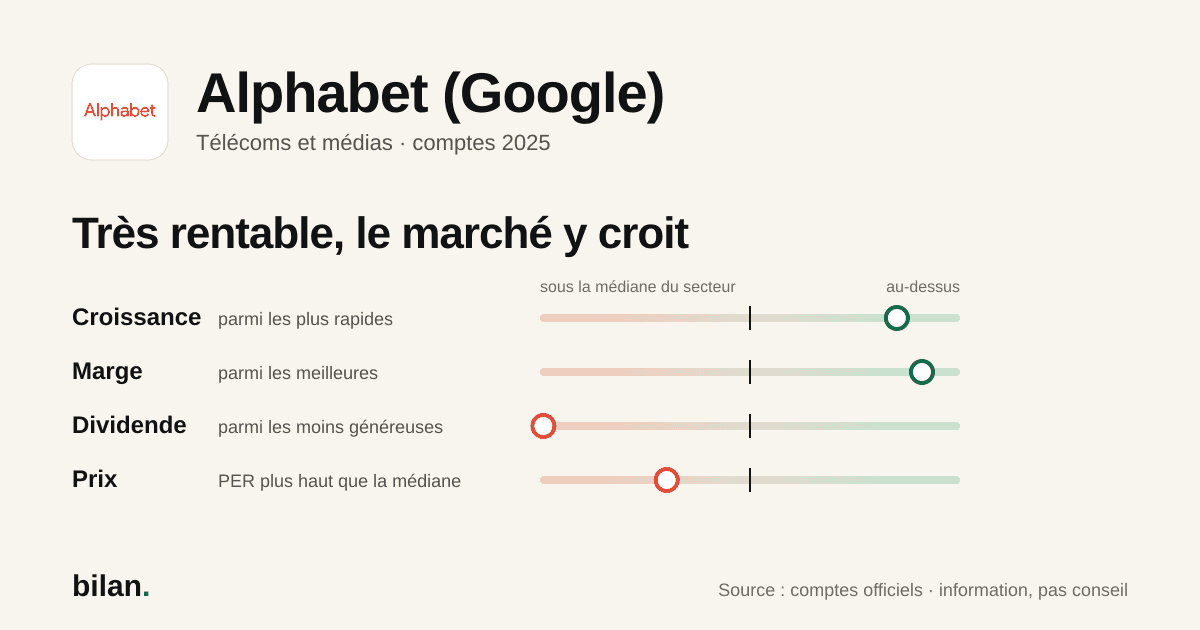 Alphabet
Alphabet (Google)
Télécoms et médias · comptes 2025
Très rentable, le marché y croit
sous la médiane du secteur au-dessus
Croissance parmi les plus rapides
Marge parmi les meilleures
Dividende parmi les moins généreuses
Prix PER plus haut que la médiane
bilan.
Source : comptes officiels · information, pas conseil